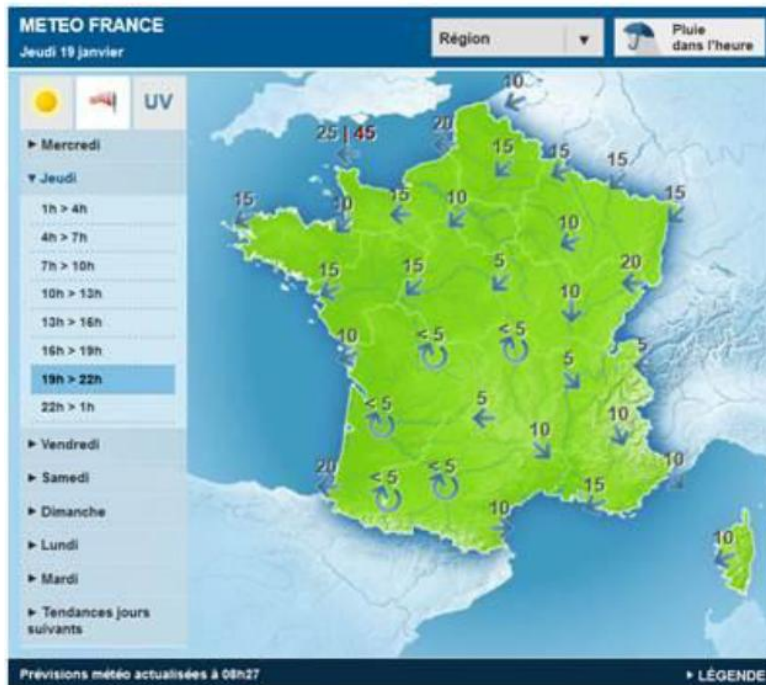 METEO FRANCE
Jeudi 19 janvier
Région ▼
Pluie
dans l'heure
UV
► Mercredi
▼ Jeudi
1h > 4h
4h > 7h
7h > 10h
10h > 13h
13h > 16h
16h > 19h
19h > 22h
22h > 1h
► Vendredi
► Samedi
► Dimanche
► Lundi
► Mardi
► Tendances jours
suivants
10
20
25 | 45
15
15
15
15
15
10
15
10
10
15
15
5
20
10
10
< 5
< 5
5
5
< 5
5
10
10
20
< 5
< 5
10
15
10
10
Prévisions météo actualisées à 08h27
► LÉGENDE